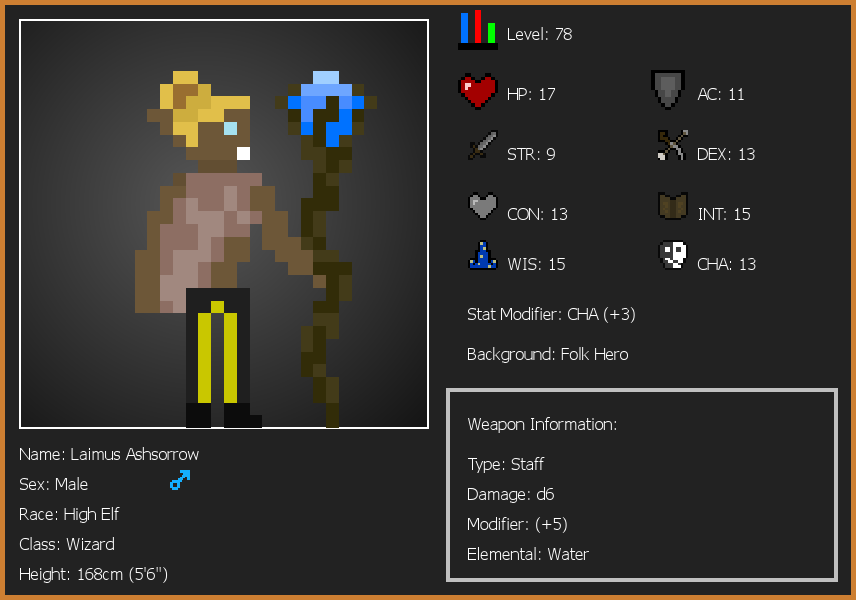 Level: 78
HP: 17
AC: 11
STR: 9
DEX: 13
CON: 13
INT: 15
WIS: 15
CHA: 13
Stat Modifier: CHA (+3)
Background: Folk Hero
Weapon Information:
Type: Staff
Damage: d6
Modifier: (+5)
Elemental: Water
Name: Laimus Ashsorrow
Sex: Male
Race: High Elf
Class: Wizard
Height: 168cm (5'6")